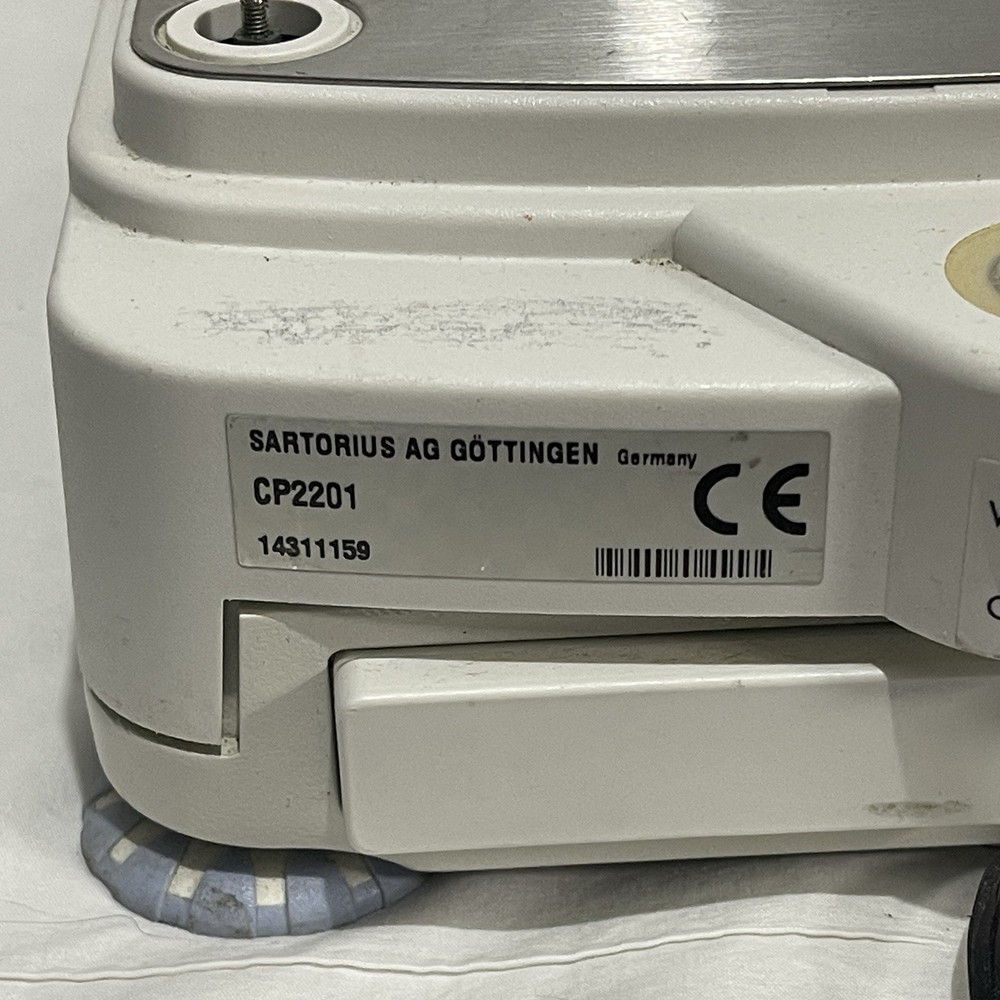 SARTORIUS AG GÖTTINGEN Germany
CP2201
CE
14311159